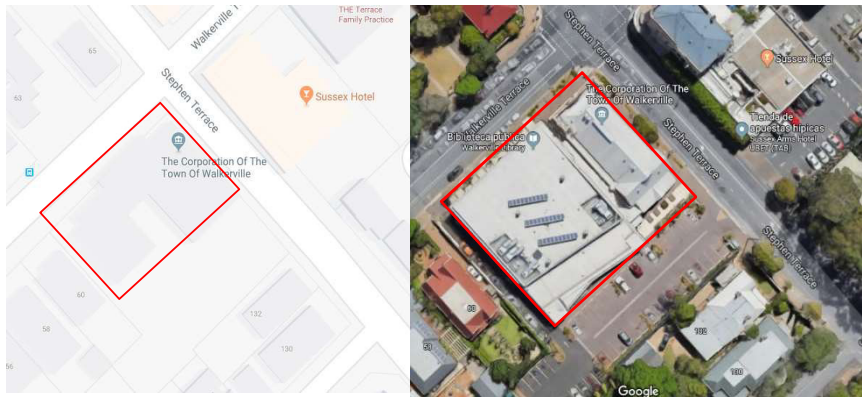 THE Terrace
Family Practice
Walkerville T
65
Stephen Terrace
53
Sussex Hotel
The Corporation Of The
Town Of Walkerville
60
58
132
56
130
Stephen Terrace
Sussex Hotel
The Corporation Of The
Town Of Walkerville
Walkerville Terrace
Biblioteca pública
Walkerville Library
Tienda de
apuestas hípicas
Sussex Arms Hotel
UBET (TAB)
Stephen Terrace
Stephen Terrace
60
132
130
Google